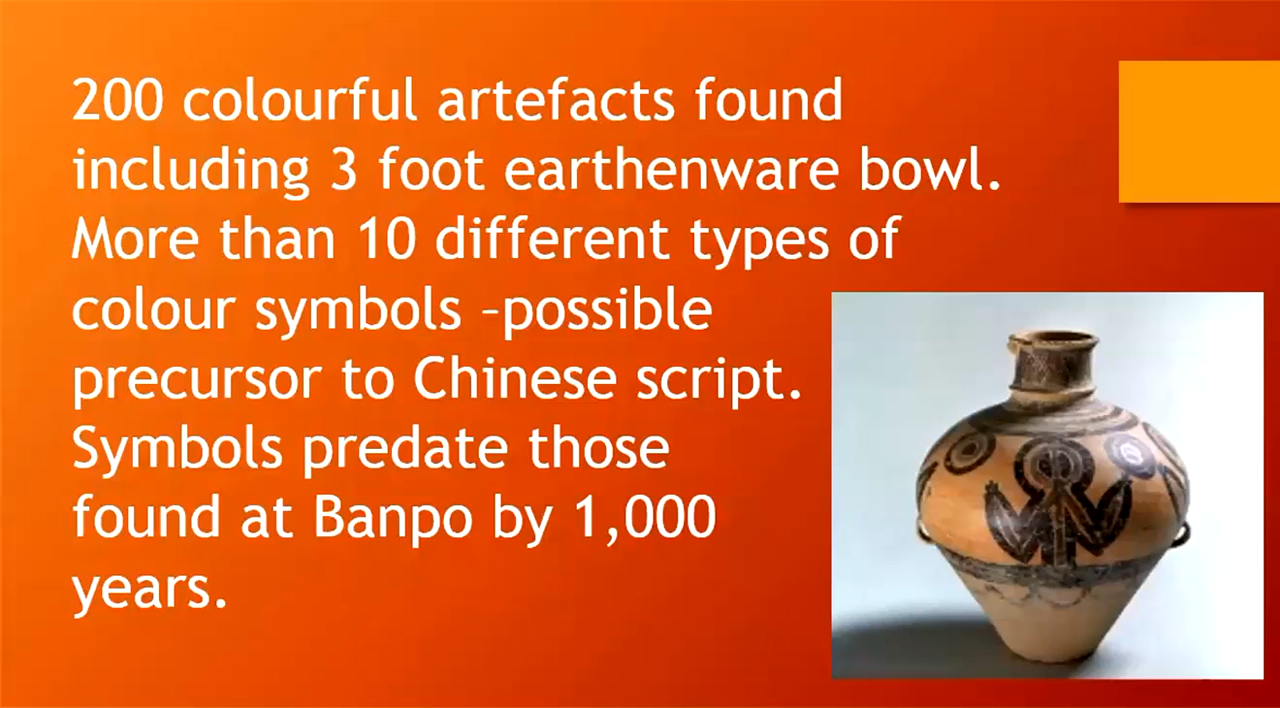 200 colourful artefacts found
including 3 foot earthenware bowl.
More than 10 different types of
colour symbols –possible
precursor to Chinese script.
Symbols predate those
found at Banpo by 1,000
years.